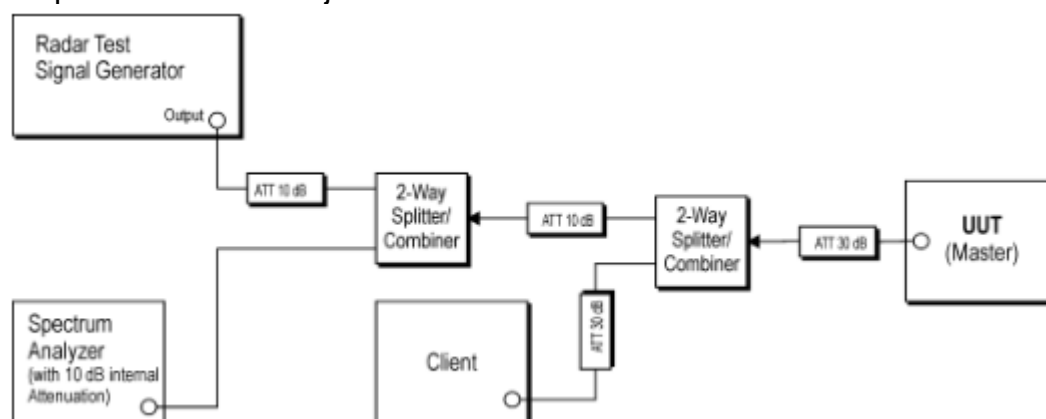 Radar Test
Signal Generator
Output
ATT 10 dB
2-Way
Splitter/
Combiner
ATT 10 dB
2-Way
Splitter/
Combiner
ATT 30 dB
UUT
(Master)
Spectrum
Analyzer
(with 10 dB internal
Attenuation)
Client
ATT 30 dB